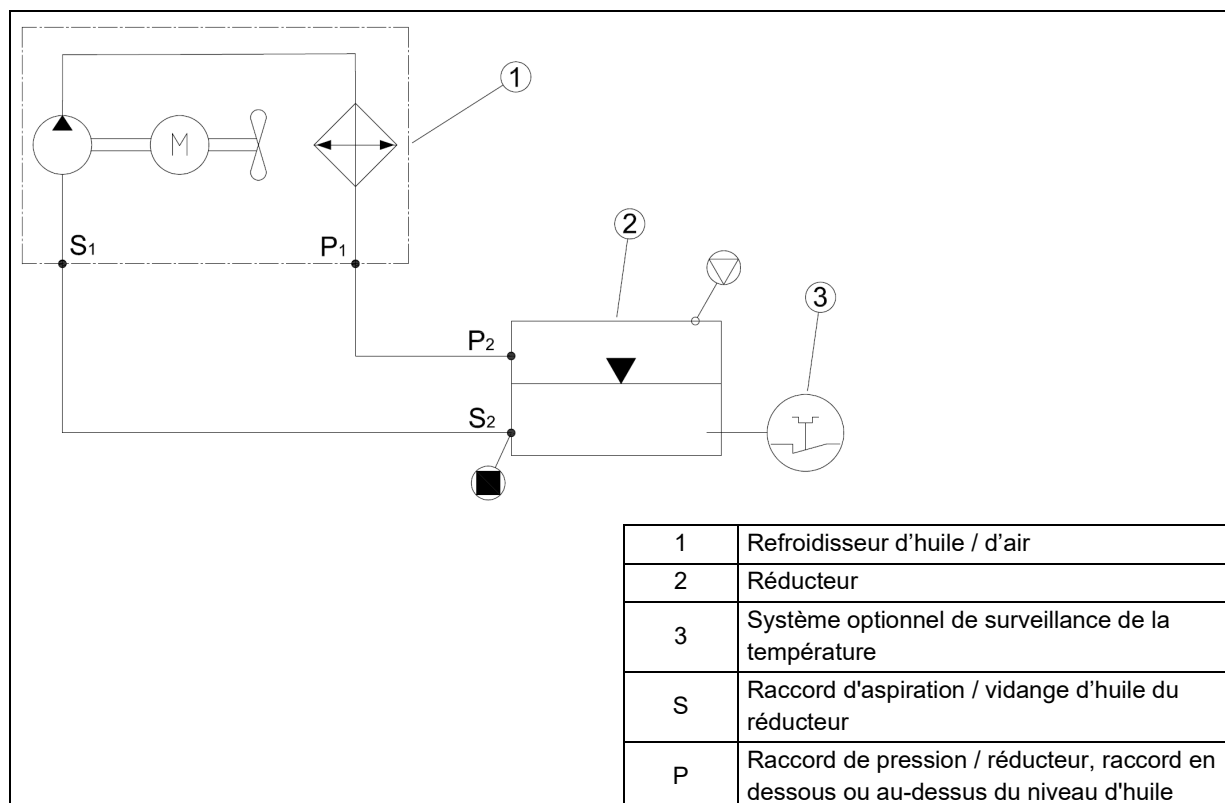 1
M
S1
P1
2
3
P2
S2
1 Refroidisseur d’huile / d’air
2 Réducteur
3 Système optionnel de surveillance de la
température
S Raccord d'aspiration / vidange d’huile du
réducteur
P Raccord de pression / réducteur, raccord en
dessous ou au-dessus du niveau d'huile